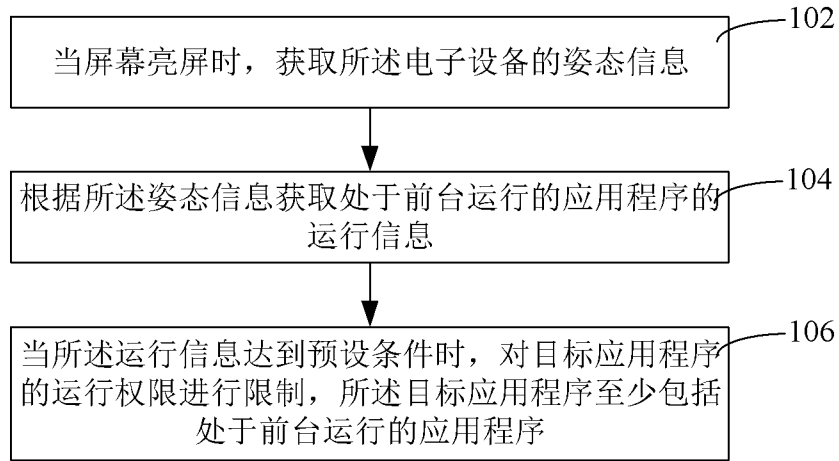 102
当屏幕亮屏时，获取所述电子设备的姿态信息
104
根据所述姿态信息获取处于前台运行的应用程序的
运行信息
106
当所述运行信息达到预设条件时，对目标应用程序
的运行权限进行限制，所述目标应用程序至少包括
处于前台运行的应用程序